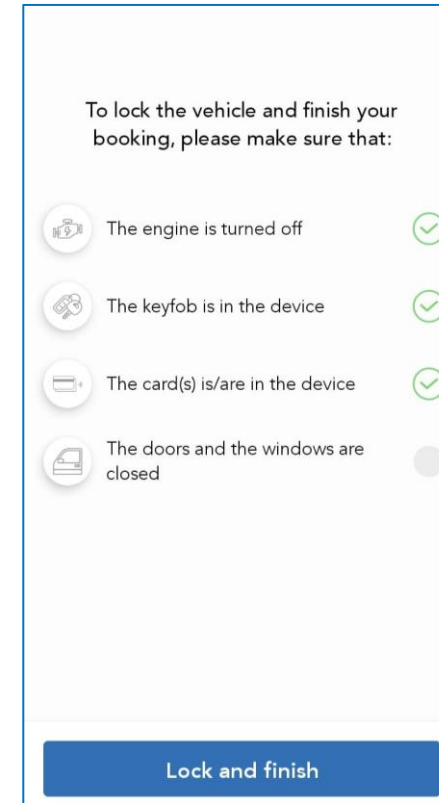 To lock the vehicle and finish your
booking, please make sure that:
The engine is turned off
The keyfob is in the device
The card(s) is/are in the device
The doors and the windows are
closed
Lock and finish